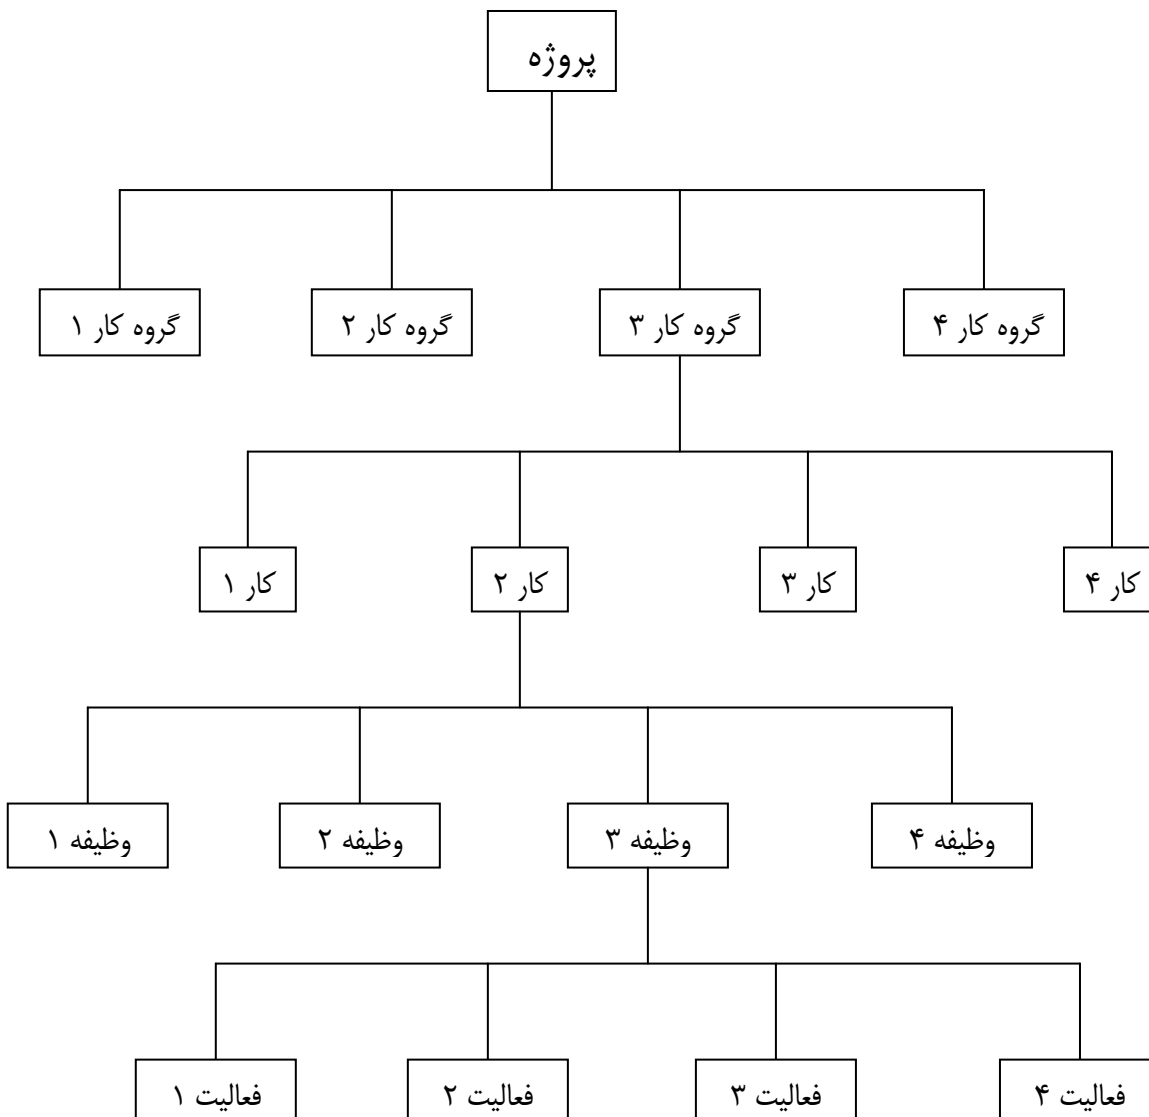 پروژه
گروه کار ۱
گروه کار ۲
گروه کار ۳
گروه کار ۴
کار ۱
کار ۲
کار ۳
کار ۴
وظیفه ۱
وظیفه ۲
وظیفه ۳
وظیفه ۴
فعالیت ۱
فعالیت ۲
فعالیت ۳
فعالیت ۴